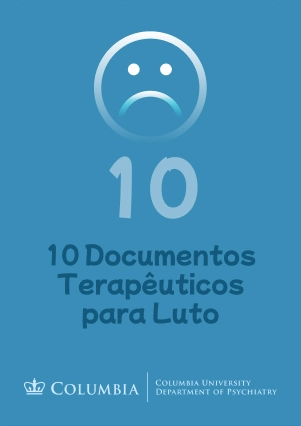 10
10 Documentos
Terapêuticos
para Luto
COLUMBIA
COLUMBIA UNIVERSITY
DEPARTMENT OF PSYCHIATRY